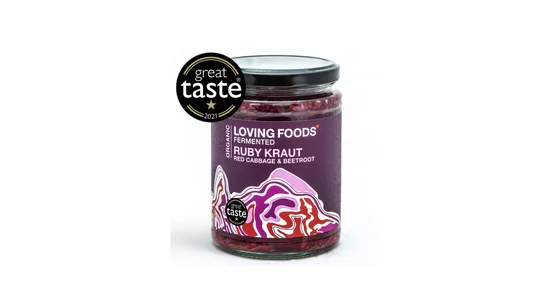 great
taste
2021
ORGANIC
LOVING FOODS
FERMENTED
RUBY KRAUT
RED CABBAGE & BEETROOT
great
taste